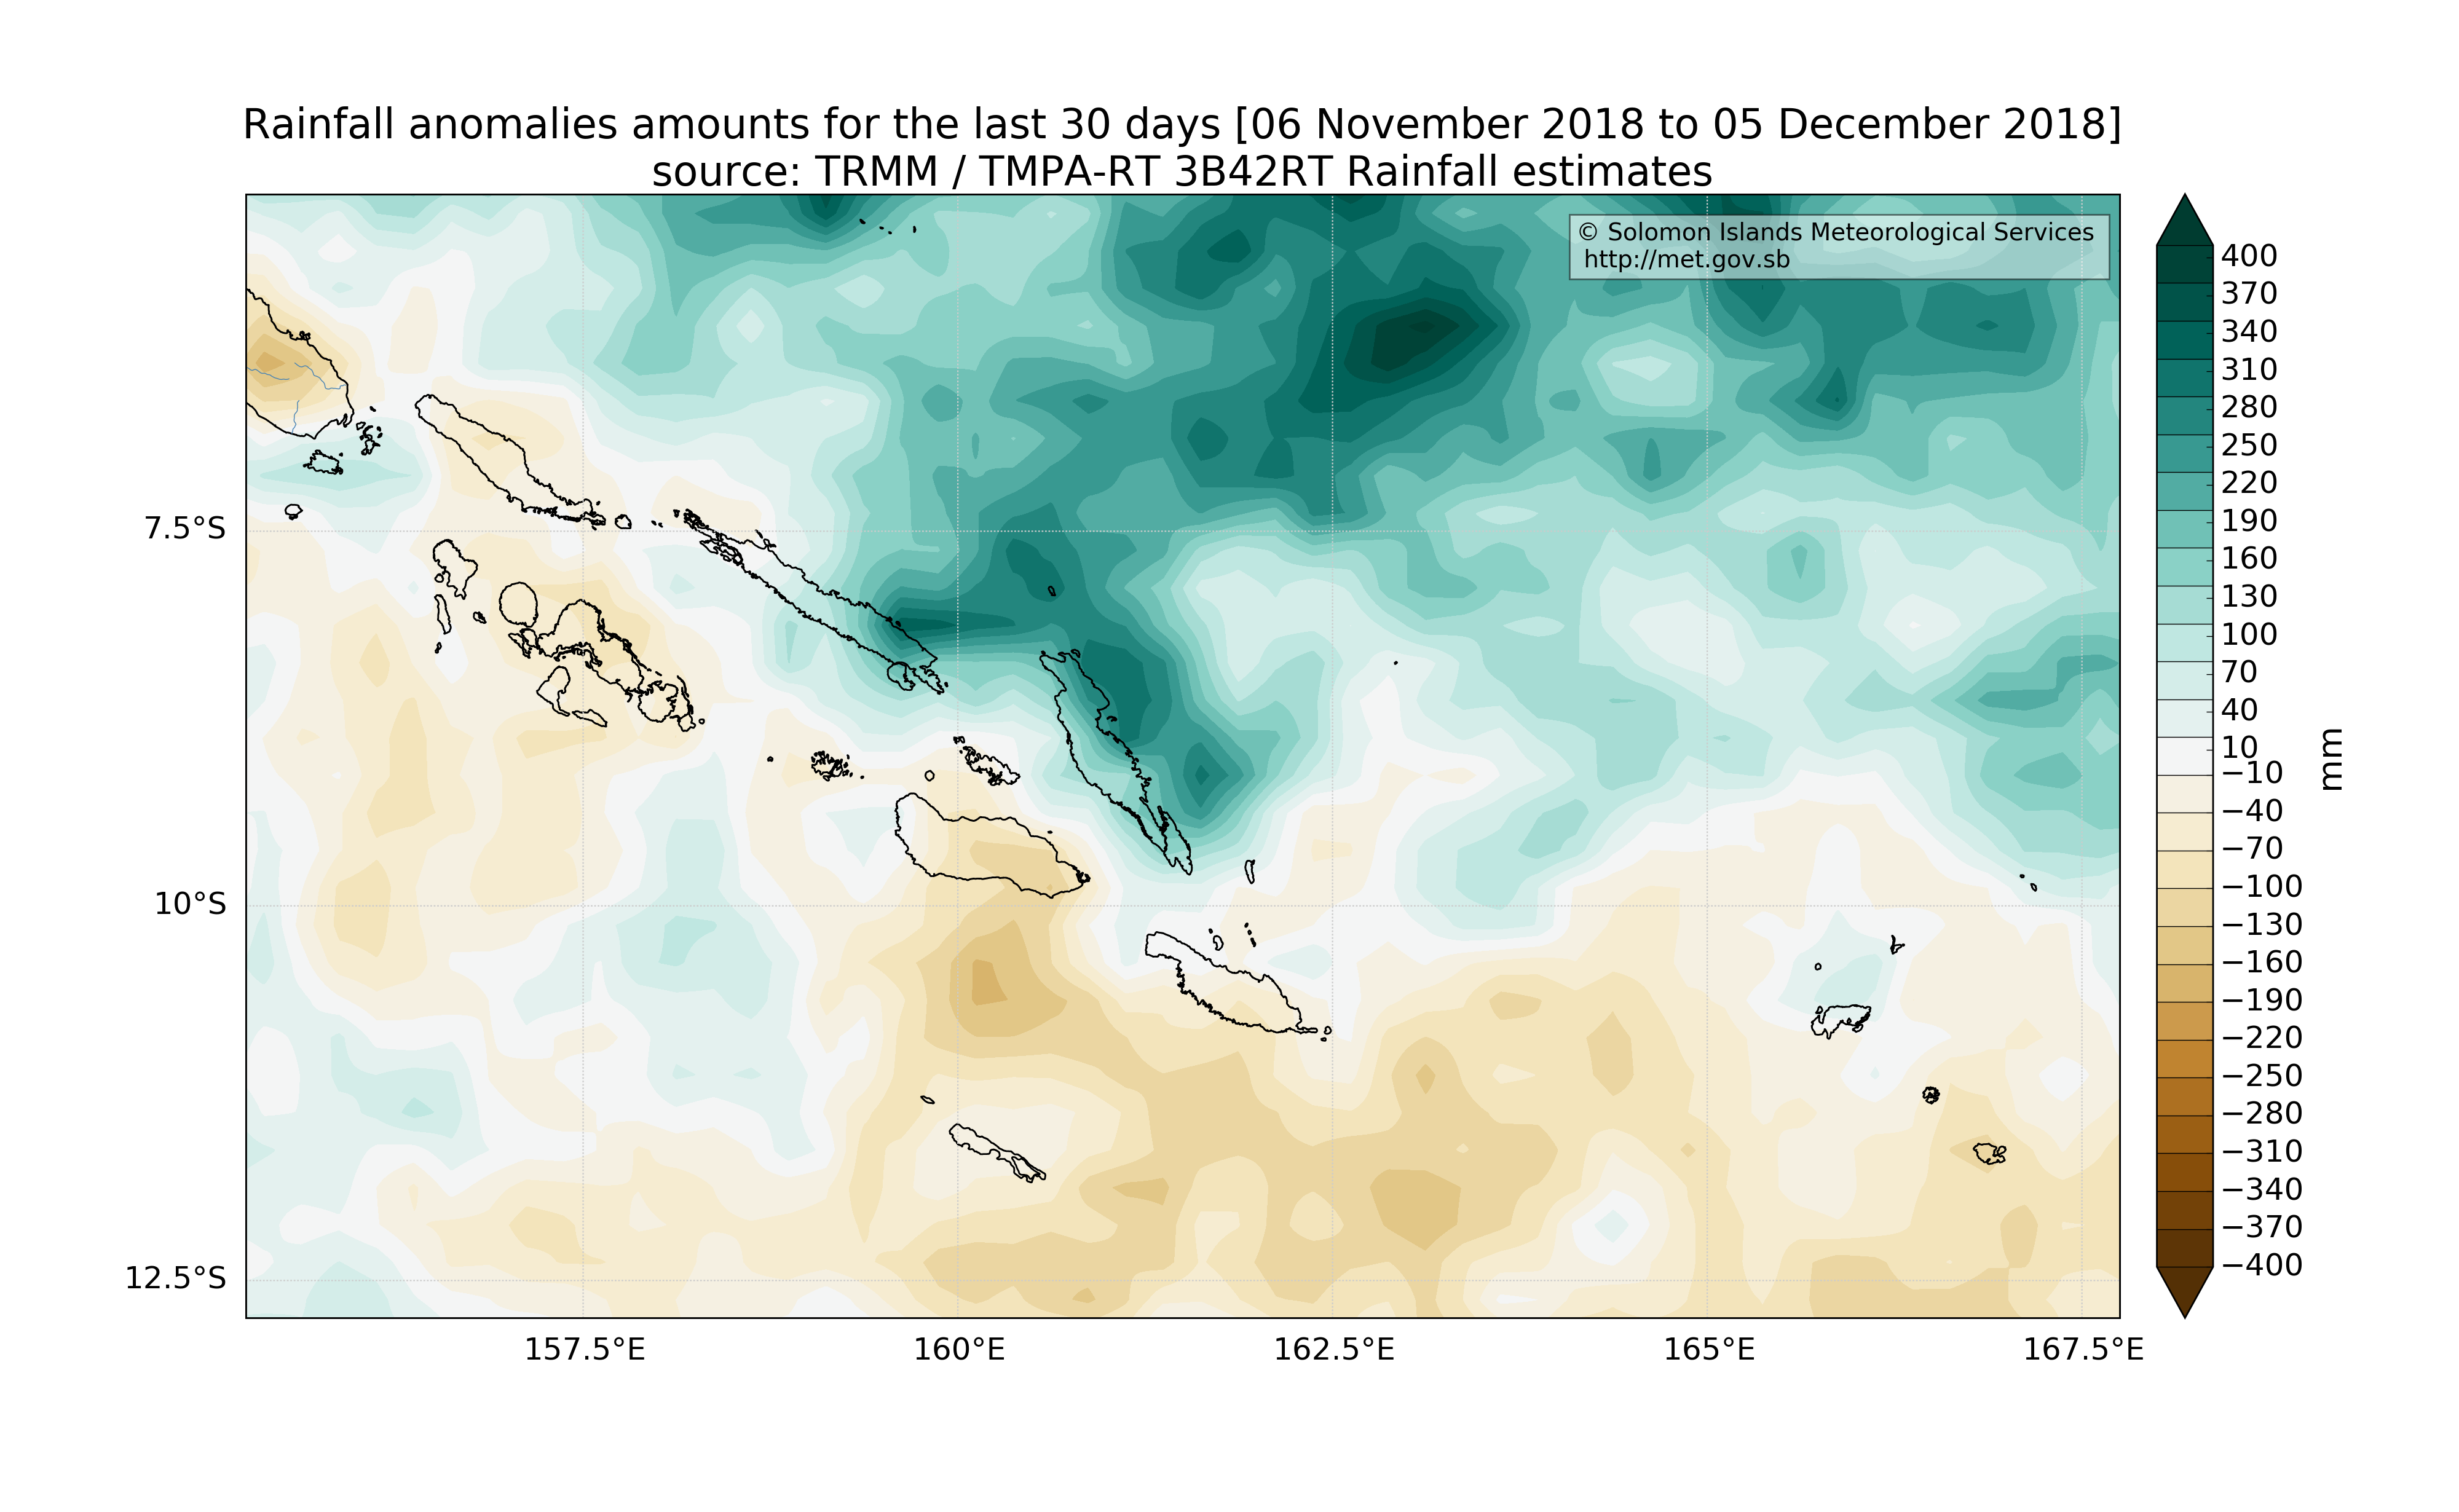 Rainfall anomalies amounts for the last 30 days [06 November 2018 to 05 December 2018]
source: TRMM / TMPA-RT 3B42RT Rainfall estimates
© Solomon Islands Meteorological Services
http://met.gov.sb
7.5°S
10°S
12.5°S
157.5°E
160°E
162.5°E
165°E
167.5°E
400
370
340
310
280
250
220
190
160
130
100
70
40
10
−10
−40
−70
−100
−130
−160
−190
−220
−250
−280
−310
−340
−370
−400
mm